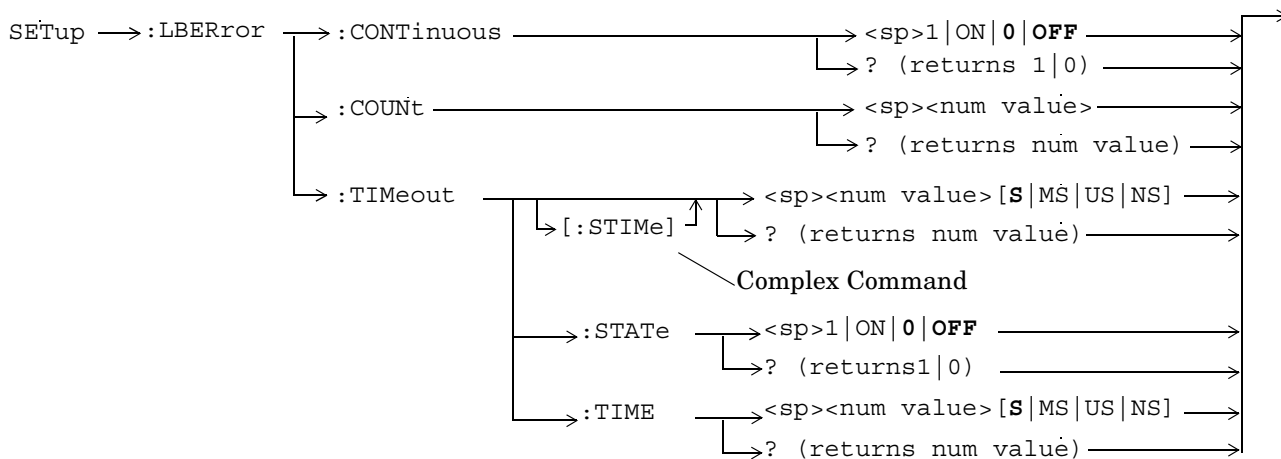 SETup :LBERror :CONTinuous <sp>1|ON|0|OFF
? (returns 1|0)
:COUNt <sp><num value>
? (returns num value)
:TIMeout <sp><num value>[S|MS|US|NS]
[:STIMe] ? (returns num value)
Complex Command
:STATe <sp>1|ON|0|OFF
? (returns1|0)
:TIME <sp><num value>[S|MS|US|NS]
? (returns num value)